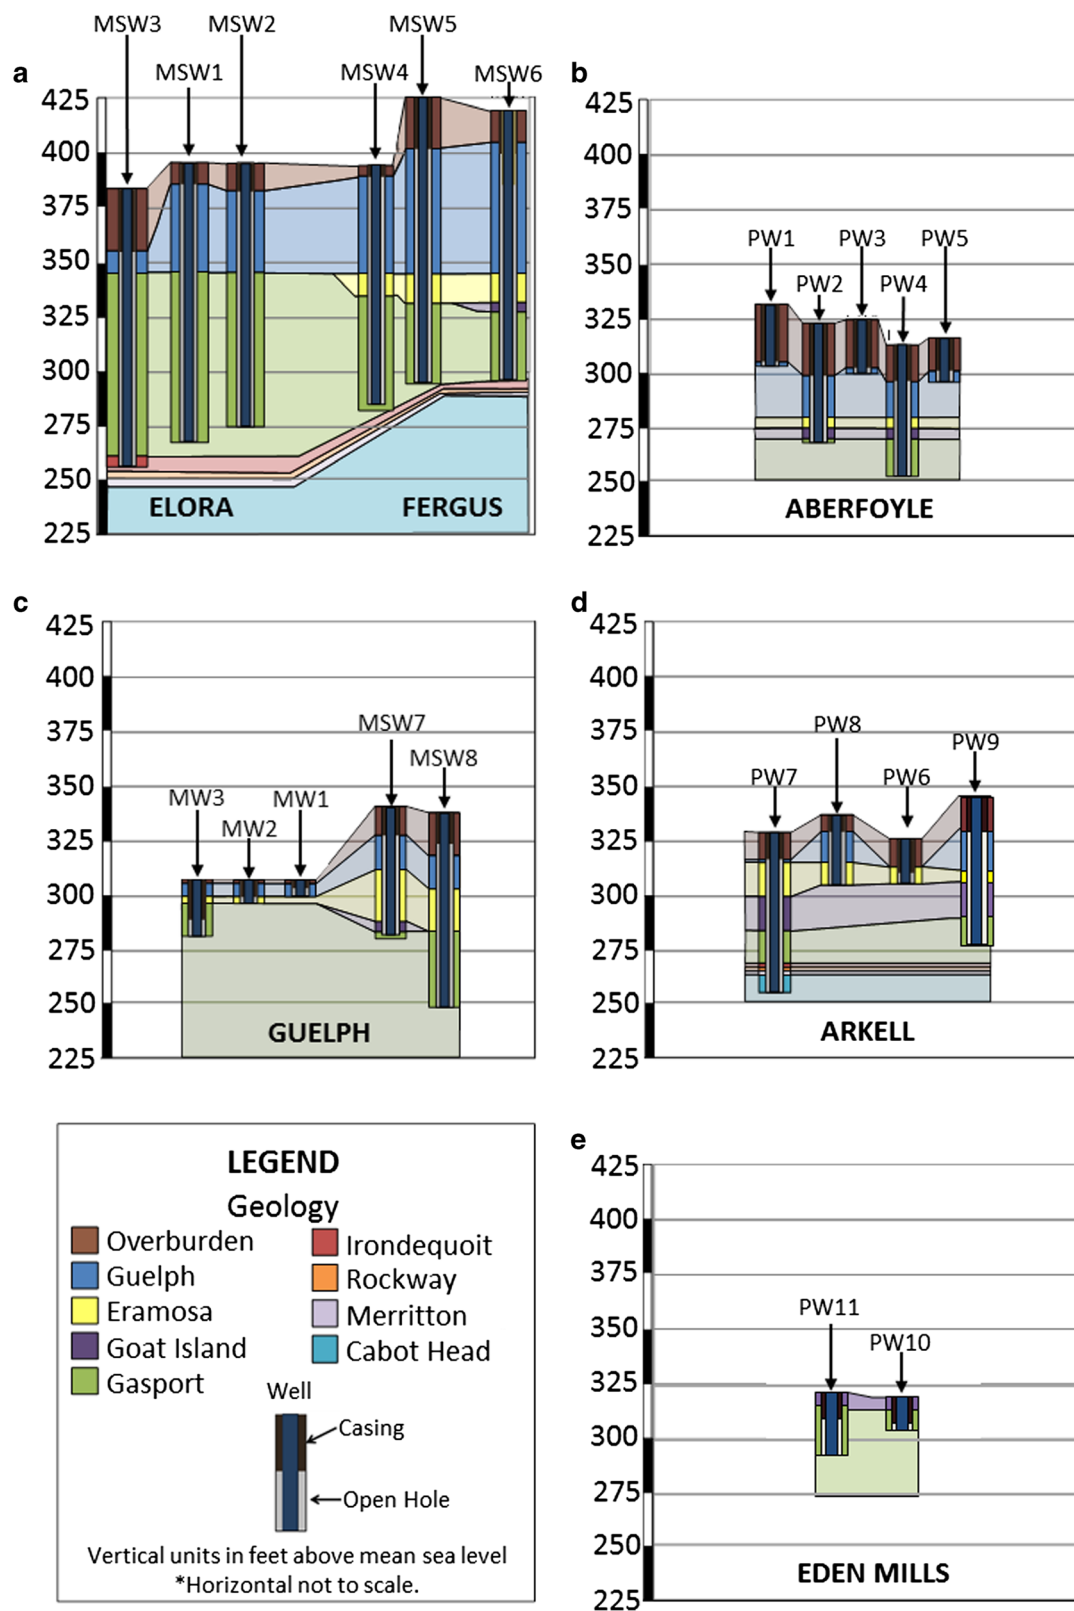 MSW3
MSW2
MSW5
MSW1
MSW4
MSW6
a
425
400
375
350
325
300
275
250
225
ELORA
FERGUS
b
425
400
375
350
325
300
275
250
225
PW1
PW3
PW5
PW2
PW4
ABERFOYLE
c
425
400
375
350
325
300
275
250
225
MSW7
MSW8
MW3
MW1
MW2
GUELPH
d
425
400
375
350
325
300
275
250
225
PW8
PW9
PW7
PW6
ARKELL
LEGEND
Geology
Overburden
Guelph
Eramosa
Goat Island
Gasport
Irondequoit
Rockway
Merritton
Cabot Head
Well
Casing
Open Hole
Vertical units in feet above mean sea level
*Horizontal not to scale.
e
425
400
375
350
325
300
275
250
225
PW11
PW10
EDEN MILLS